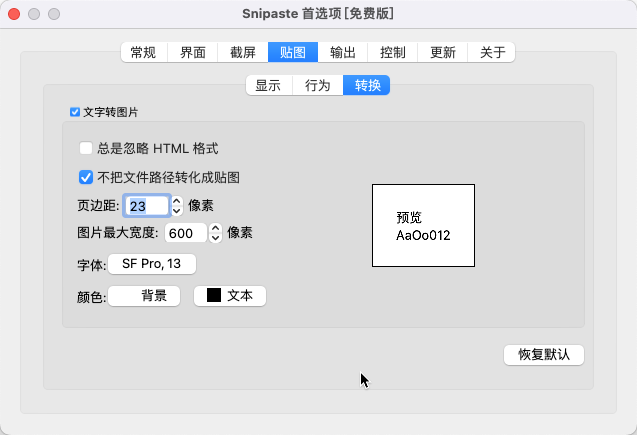 Snipaste 首选项 [免费版]
常规 界面 截屏 贴图 输出 控制 更新 关于
显示 行为 转换
文字转图片
总是忽略 HTML 格式
不把文件路径转化成贴图
页边距: 23 像素
图片最大宽度: 600 像素
字体: SF Pro, 13
颜色: 背景 文本
预览
AaOo012
恢复默认